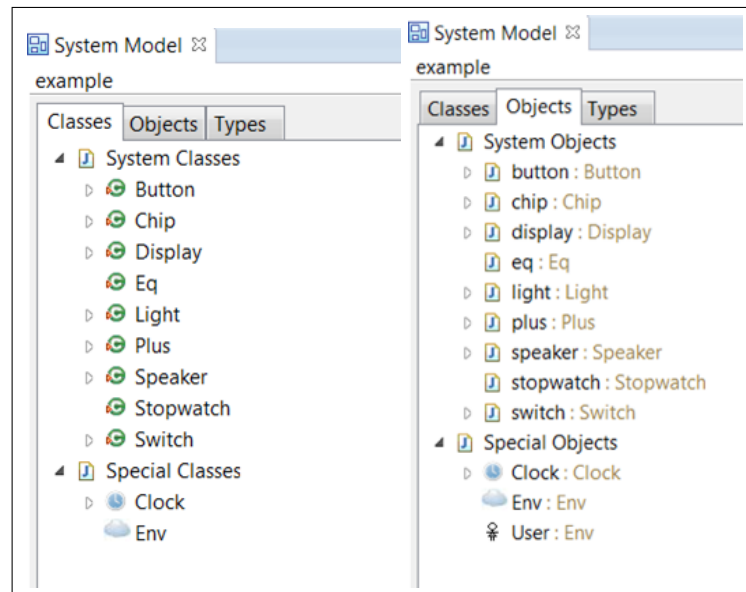 System Model
example
Classes Objects Types
System Classes
Button
Chip
Display
Eq
Light
Plus
Speaker
Stopwatch
Switch
Special Classes
Clock
Env
System Model
example
Classes Objects Types
System Objects
button : Button
chip : Chip
display : Display
eq : Eq
light : Light
plus : Plus
speaker : Speaker
stopwatch : Stopwatch
switch : Switch
Special Objects
Clock : Clock
Env : Env
User : Env